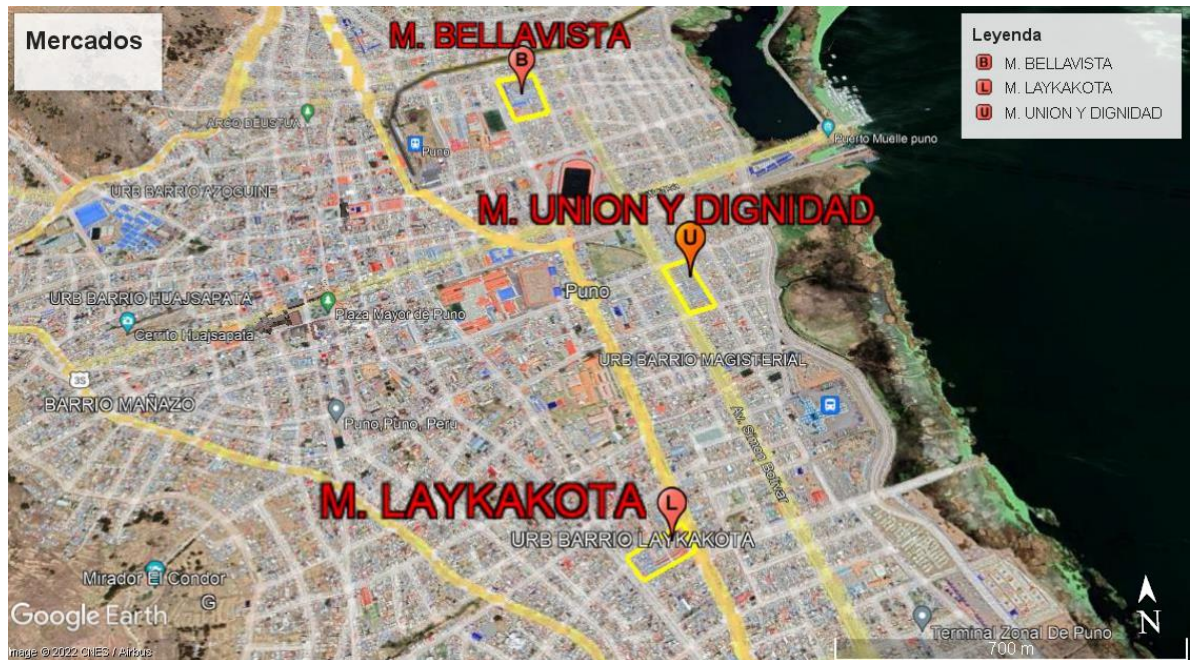 Mercados
M. BELLAVISTA
B
Leyenda
B M. BELLAVISTA
L M. LAYKAKOTA
U M. UNION Y DIGNIDAD
ARCO DEUSTUA
Puno
Puerto Muelle puno
URB BARRIO AZOGUINE
M. UNION Y DIGNIDAD
U
URB BARRIO HUAJSAPATA
Puno
Plaza Mayor de Puno
Cerrito Huajsapata
URB BARRIO MAGISTERIAL
35
BARRIO MAÑAZO
Puno, Puno, Peru
Av. Simon Bolivar
M. LAYKAKOTA
L
URB BARRIO LAYKAKOTA
Mirador El Condor
G
Google Earth
N
Terminal Zonal De Puno
700 m
Image © 2022 CNES / Airbus